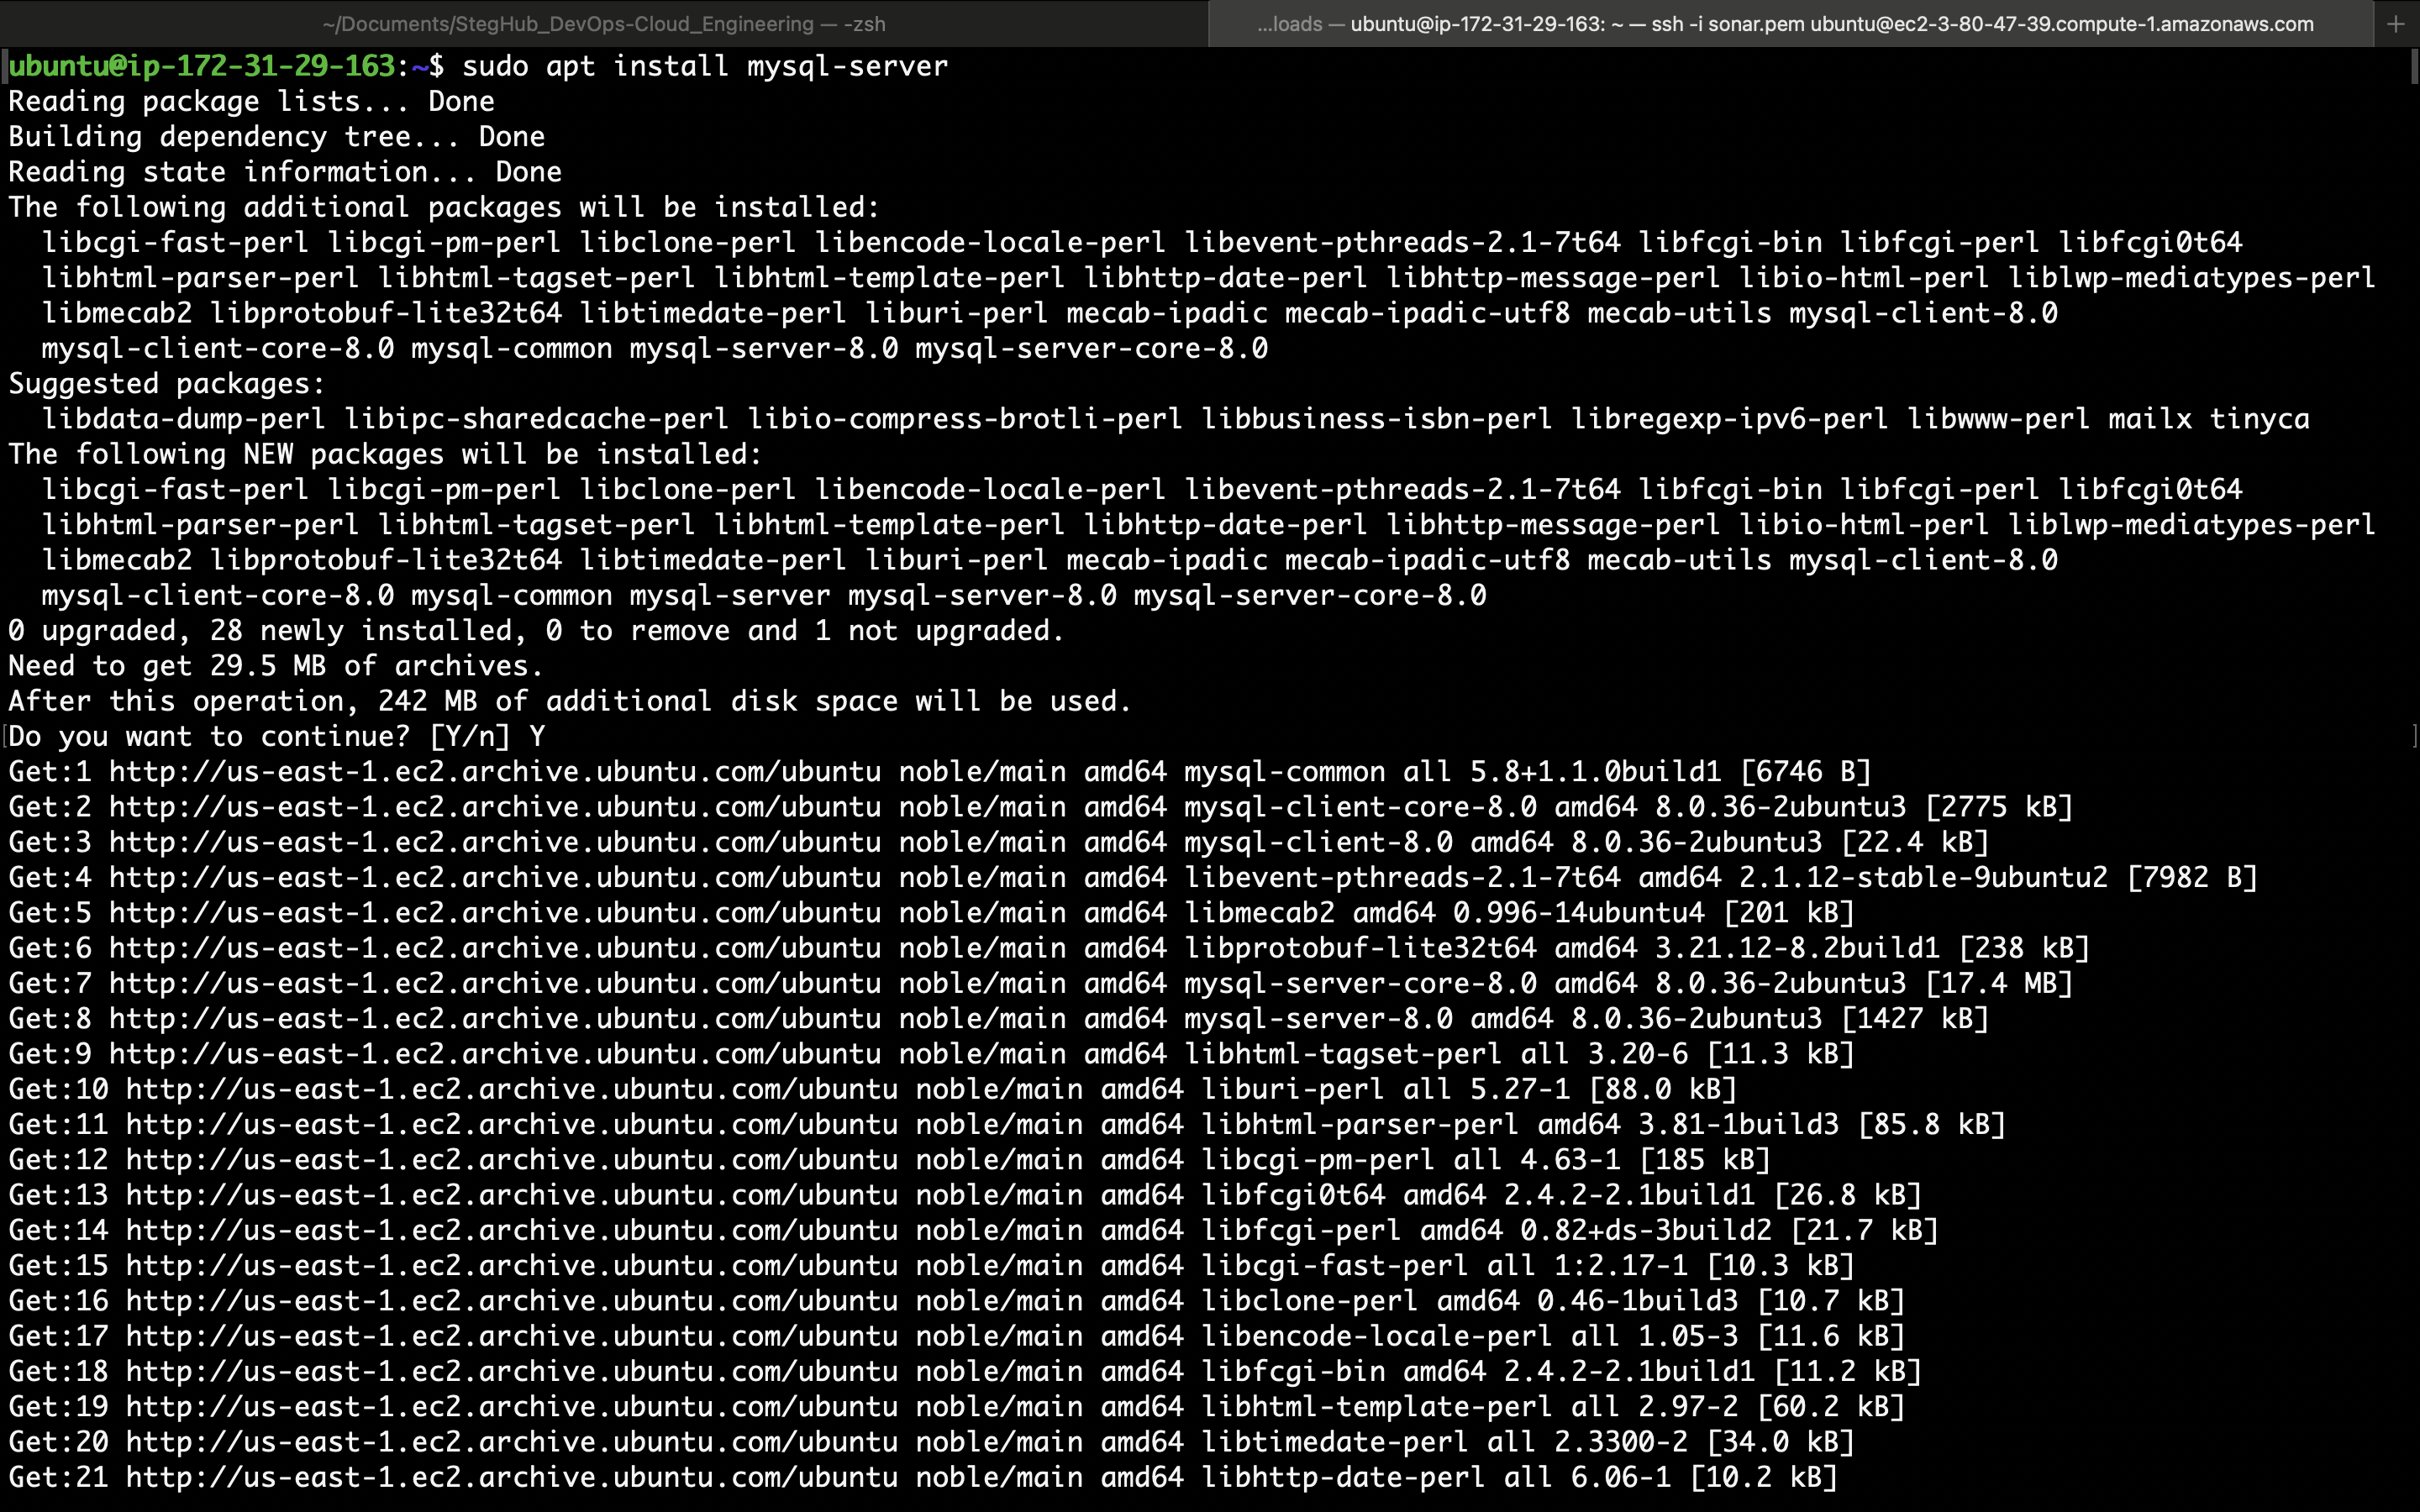 ~/Documents/StegHub_DevOps-Cloud_Engineering — -zsh
...loads — ubuntu@ip-172-31-29-163: ~ — ssh -i sonar.pem ubuntu@ec2-3-80-47-39.compute-1.amazonaws.com
ubuntu@ip-172-31-29-163:~$ sudo apt install mysql-server
Reading package lists... Done
Building dependency tree... Done
Reading state information... Done
The following additional packages will be installed:
  libcgi-fast-perl libcgi-pm-perl libclone-perl libencode-locale-perl libevent-pthreads-2.1-7t64 libfcgi-bin libfcgi-perl libfcgi0t64
  libhtml-parser-perl libhtml-tagset-perl libhtml-template-perl libhttp-date-perl libhttp-message-perl libio-html-perl liblwp-mediatypes-perl
  libmecab2 libprotobuf-lite32t64 libtimedate-perl liburi-perl mecab-ipadic mecab-ipadic-utf8 mecab-utils mysql-client-8.0
  mysql-client-core-8.0 mysql-common mysql-server-8.0 mysql-server-core-8.0
Suggested packages:
  libdata-dump-perl libipc-sharedcache-perl libio-compress-brotli-perl libbusiness-isbn-perl libregexp-ipv6-perl libwww-perl mailx tinyca
The following NEW packages will be installed:
  libcgi-fast-perl libcgi-pm-perl libclone-perl libencode-locale-perl libevent-pthreads-2.1-7t64 libfcgi-bin libfcgi-perl libfcgi0t64
  libhtml-parser-perl libhtml-tagset-perl libhtml-template-perl libhttp-date-perl libhttp-message-perl libio-html-perl liblwp-mediatypes-perl
  libmecab2 libprotobuf-lite32t64 libtimedate-perl liburi-perl mecab-ipadic mecab-ipadic-utf8 mecab-utils mysql-client-8.0
  mysql-client-core-8.0 mysql-common mysql-server mysql-server-8.0 mysql-server-core-8.0
0 upgraded, 28 newly installed, 0 to remove and 1 not upgraded.
Need to get 29.5 MB of archives.
After this operation, 242 MB of additional disk space will be used.
Do you want to continue? [Y/n] Y
Get:1 http://us-east-1.ec2.archive.ubuntu.com/ubuntu noble/main amd64 mysql-common all 5.8+1.1.0build1 [6746 B]
Get:2 http://us-east-1.ec2.archive.ubuntu.com/ubuntu noble/main amd64 mysql-client-core-8.0 amd64 8.0.36-2ubuntu3 [2775 kB]
Get:3 http://us-east-1.ec2.archive.ubuntu.com/ubuntu noble/main amd64 mysql-client-8.0 amd64 8.0.36-2ubuntu3 [22.4 kB]
Get:4 http://us-east-1.ec2.archive.ubuntu.com/ubuntu noble/main amd64 libevent-pthreads-2.1-7t64 amd64 2.1.12-stable-9ubuntu2 [7982 B]
Get:5 http://us-east-1.ec2.archive.ubuntu.com/ubuntu noble/main amd64 libmecab2 amd64 0.996-14ubuntu4 [201 kB]
Get:6 http://us-east-1.ec2.archive.ubuntu.com/ubuntu noble/main amd64 libprotobuf-lite32t64 amd64 3.21.12-8.2build1 [238 kB]
Get:7 http://us-east-1.ec2.archive.ubuntu.com/ubuntu noble/main amd64 mysql-server-core-8.0 amd64 8.0.36-2ubuntu3 [17.4 MB]
Get:8 http://us-east-1.ec2.archive.ubuntu.com/ubuntu noble/main amd64 mysql-server-8.0 amd64 8.0.36-2ubuntu3 [1427 kB]
Get:9 http://us-east-1.ec2.archive.ubuntu.com/ubuntu noble/main amd64 libhtml-tagset-perl all 3.20-6 [11.3 kB]
Get:10 http://us-east-1.ec2.archive.ubuntu.com/ubuntu noble/main amd64 liburi-perl all 5.27-1 [88.0 kB]
Get:11 http://us-east-1.ec2.archive.ubuntu.com/ubuntu noble/main amd64 libhtml-parser-perl amd64 3.81-1build3 [85.8 kB]
Get:12 http://us-east-1.ec2.archive.ubuntu.com/ubuntu noble/main amd64 libcgi-pm-perl all 4.63-1 [185 kB]
Get:13 http://us-east-1.ec2.archive.ubuntu.com/ubuntu noble/main amd64 libfcgi0t64 amd64 2.4.2-2.1build1 [26.8 kB]
Get:14 http://us-east-1.ec2.archive.ubuntu.com/ubuntu noble/main amd64 libfcgi-perl amd64 0.82+ds-3build2 [21.7 kB]
Get:15 http://us-east-1.ec2.archive.ubuntu.com/ubuntu noble/main amd64 libcgi-fast-perl all 1:2.17-1 [10.3 kB]
Get:16 http://us-east-1.ec2.archive.ubuntu.com/ubuntu noble/main amd64 libclone-perl amd64 0.46-1build3 [10.7 kB]
Get:17 http://us-east-1.ec2.archive.ubuntu.com/ubuntu noble/main amd64 libencode-locale-perl all 1.05-3 [11.6 kB]
Get:18 http://us-east-1.ec2.archive.ubuntu.com/ubuntu noble/main amd64 libfcgi-bin amd64 2.4.2-2.1build1 [11.2 kB]
Get:19 http://us-east-1.ec2.archive.ubuntu.com/ubuntu noble/main amd64 libhtml-template-perl all 2.97-2 [60.2 kB]
Get:20 http://us-east-1.ec2.archive.ubuntu.com/ubuntu noble/main amd64 libtimedate-perl all 2.3300-2 [34.0 kB]
Get:21 http://us-east-1.ec2.archive.ubuntu.com/ubuntu noble/main amd64 libhttp-date-perl all 6.06-1 [10.2 kB]